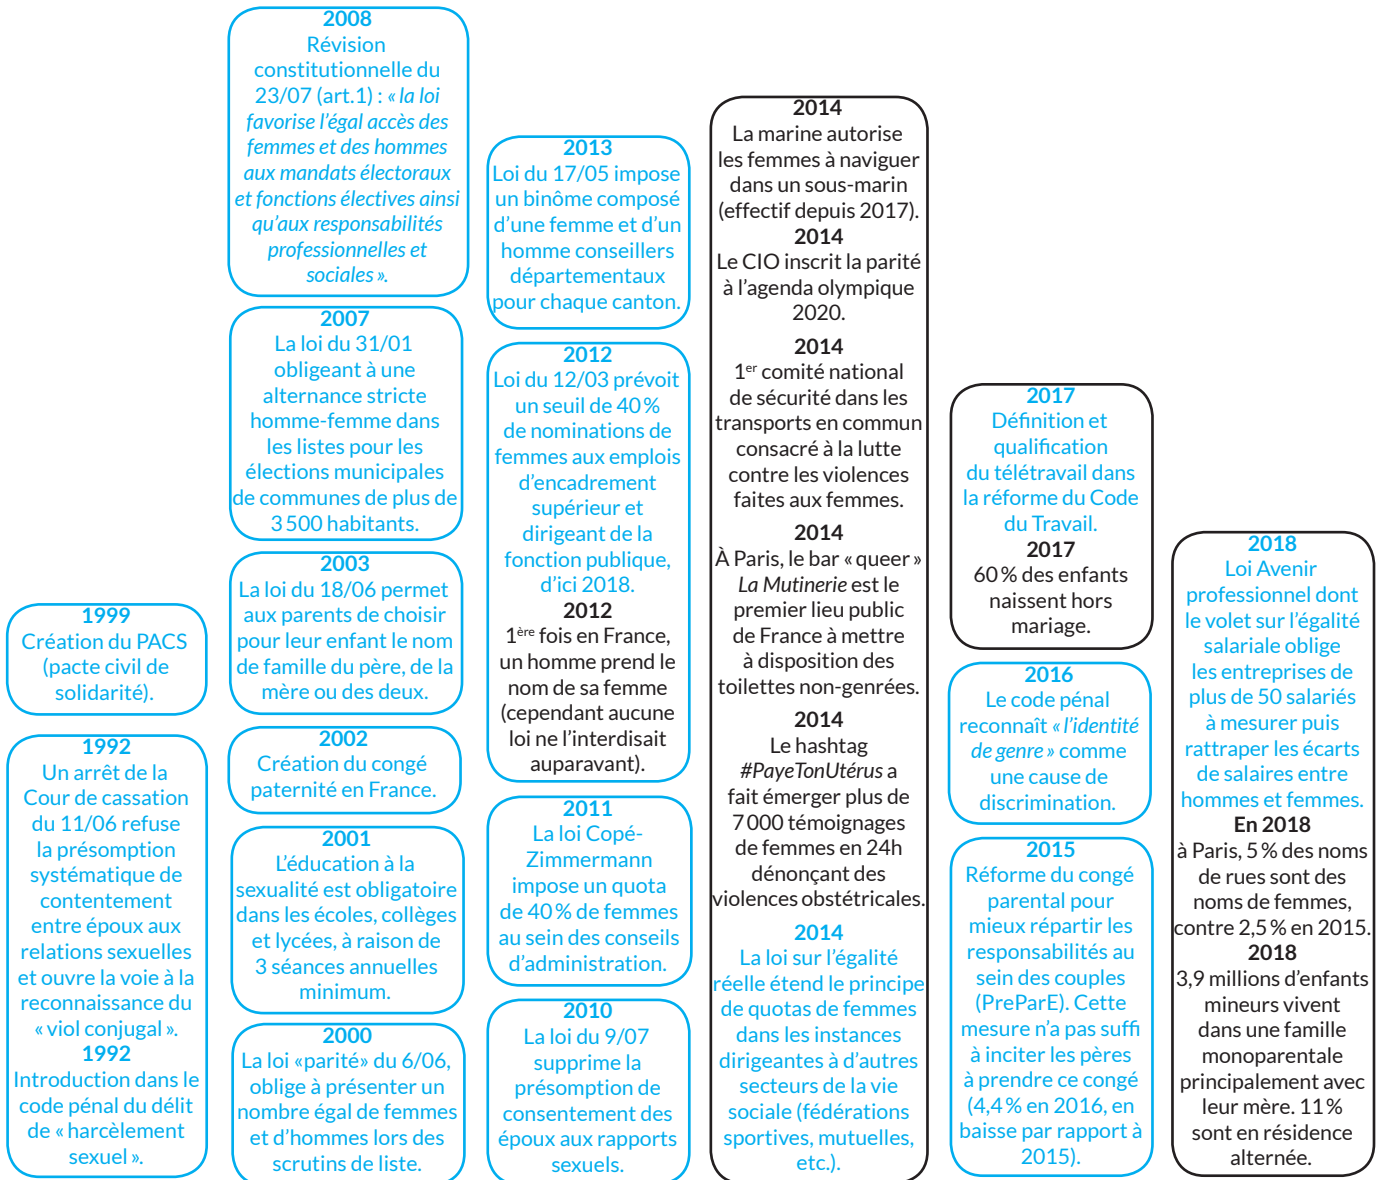 1999
Création du PACS
(pacte civil de
solidarité).
1992
Un arrêt de la
Cour de cassation
du 11/06 refuse
la présomption
systématique de
contentement
entre époux aux
relations sexuelles
et ouvre la voie à la
reconnaissance du
« viol conjugal ».
1992
Introduction dans le
code pénal du délit
de « harcèlement
sexuel ».
2008
Révision
constitutionnelle du
23/07 (art.1) : « la loi
favorise l’égal accès des
femmes et des hommes
aux mandats électoraux
et fonctions électives ainsi
qu’aux responsabilités
professionnelles et
sociales ».
2007
La loi du 31/01
obligeant à une
alternance stricte
homme-femme dans
les listes pour les
élections municipales
de communes de plus de
3 500 habitants.
2003
La loi du 18/06 permet
aux parents de choisir
pour leur enfant le nom
de famille du père, de la
mère ou des deux.
2002
Création du congé
paternité en France.
2001
L’éducation à la
sexualité est obligatoire
dans les écoles, collèges
et lycées, à raison de
3 séances annuelles
minimum.
2000
La loi «parité» du 6/06,
oblige à présenter un
nombre égal de femmes
et d’hommes lors des
scrutins de liste.
2013
Loi du 17/05 impose
un binôme composé
d’une femme et d’un
homme conseillers
départementaux
pour chaque canton.
2012
Loi du 12/03 prévoit
un seuil de 40 %
de nominations de
femmes aux emplois
d’encadrement
supérieur et
dirigeant de la
fonction publique,
d’ici 2018.
2012
1ère fois en France,
un homme prend le
nom de sa femme
(cependant aucune
loi ne l’interdisait
auparavant).
2011
La loi Copé-
Zimmermann
impose un quota
de 40 % de femmes
au sein des conseils
d’administration.
2010
La loi du 9/07
supprime la
présomption de
consentement des
époux aux rapports
sexuels.
2014
La marine autorise
les femmes à naviguer
dans un sous-marin
(effectif depuis 2017).
2014
Le CIO inscrit la parité
à l’agenda olympique
2020.
2014
1er comité national
de sécurité dans les
transports en commun
consacré à la lutte
contre les violences
faites aux femmes.
2014
À Paris, le bar « queer »
La Mutinerie est le
premier lieu public
de France à mettre
à disposition des
toilettes non-genrées.
2014
Le hashtag
#PayeTonUtérus a
fait émerger plus de
7 000 témoignages
de femmes en 24h
dénonçant des
violences obstétricales.
2014
La loi sur l’égalité
réelle étend le principe
de quotas de femmes
dans les instances
dirigeantes à d’autres
secteurs de la vie
sociale (fédérations
sportives, mutuelles,
etc.).
2017
Définition et
qualification
du télétravail dans
la réforme du Code
du Travail.
2017
60 % des enfants
naissent hors
mariage.
2016
Le code pénal
reconnaît « l’identité
de genre » comme
une cause de
discrimination.
2015
Réforme du congé
parental pour
mieux répartir les
responsabilités au
sein des couples
(PreParE). Cette
mesure n’a pas suffi
à inciter les pères
à prendre ce congé
(4,4 % en 2016, en
baisse par rapport à
2015).
2018
Loi Avenir
professionnel dont
le volet sur l’égalité
salariale oblige
les entreprises de
plus de 50 salariés
à mesurer puis
rattraper les écarts
de salaires entre
hommes et femmes.
En 2018
à Paris, 5 % des noms
de rues sont des
noms de femmes,
contre 2,5 % en 2015.
2018
3,9 millions d’enfants
mineurs vivent
dans une famille
monoparentale
principalement avec
leur mère. 11 %
sont en résidence
alternée.